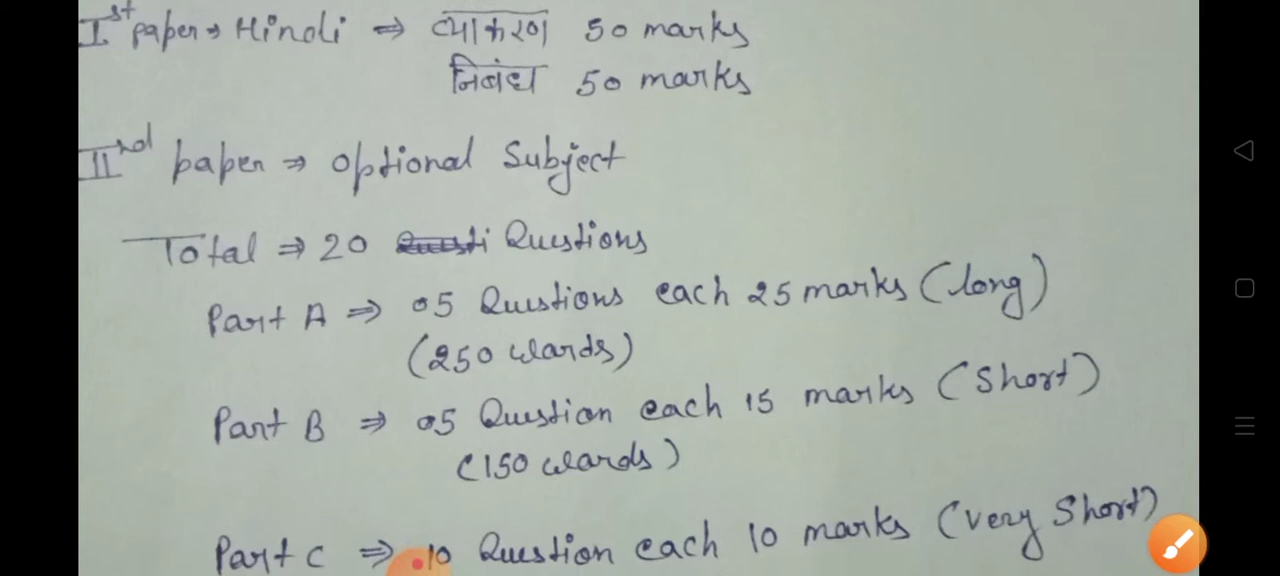 Ist paper ⇒ Hindi ⇒ व्याकरण 50 marks
निबंध 50 marks
IInd paper ⇒ optional Subject
Total ⇒ 20 Questi Questions
Part A ⇒ 05 Questions each 25 marks (long)
(250 words)
Part B ⇒ 05 Question each 15 marks (Short)
(150 words)
Part C ⇒ 10 Question each 10 marks (Very Short)